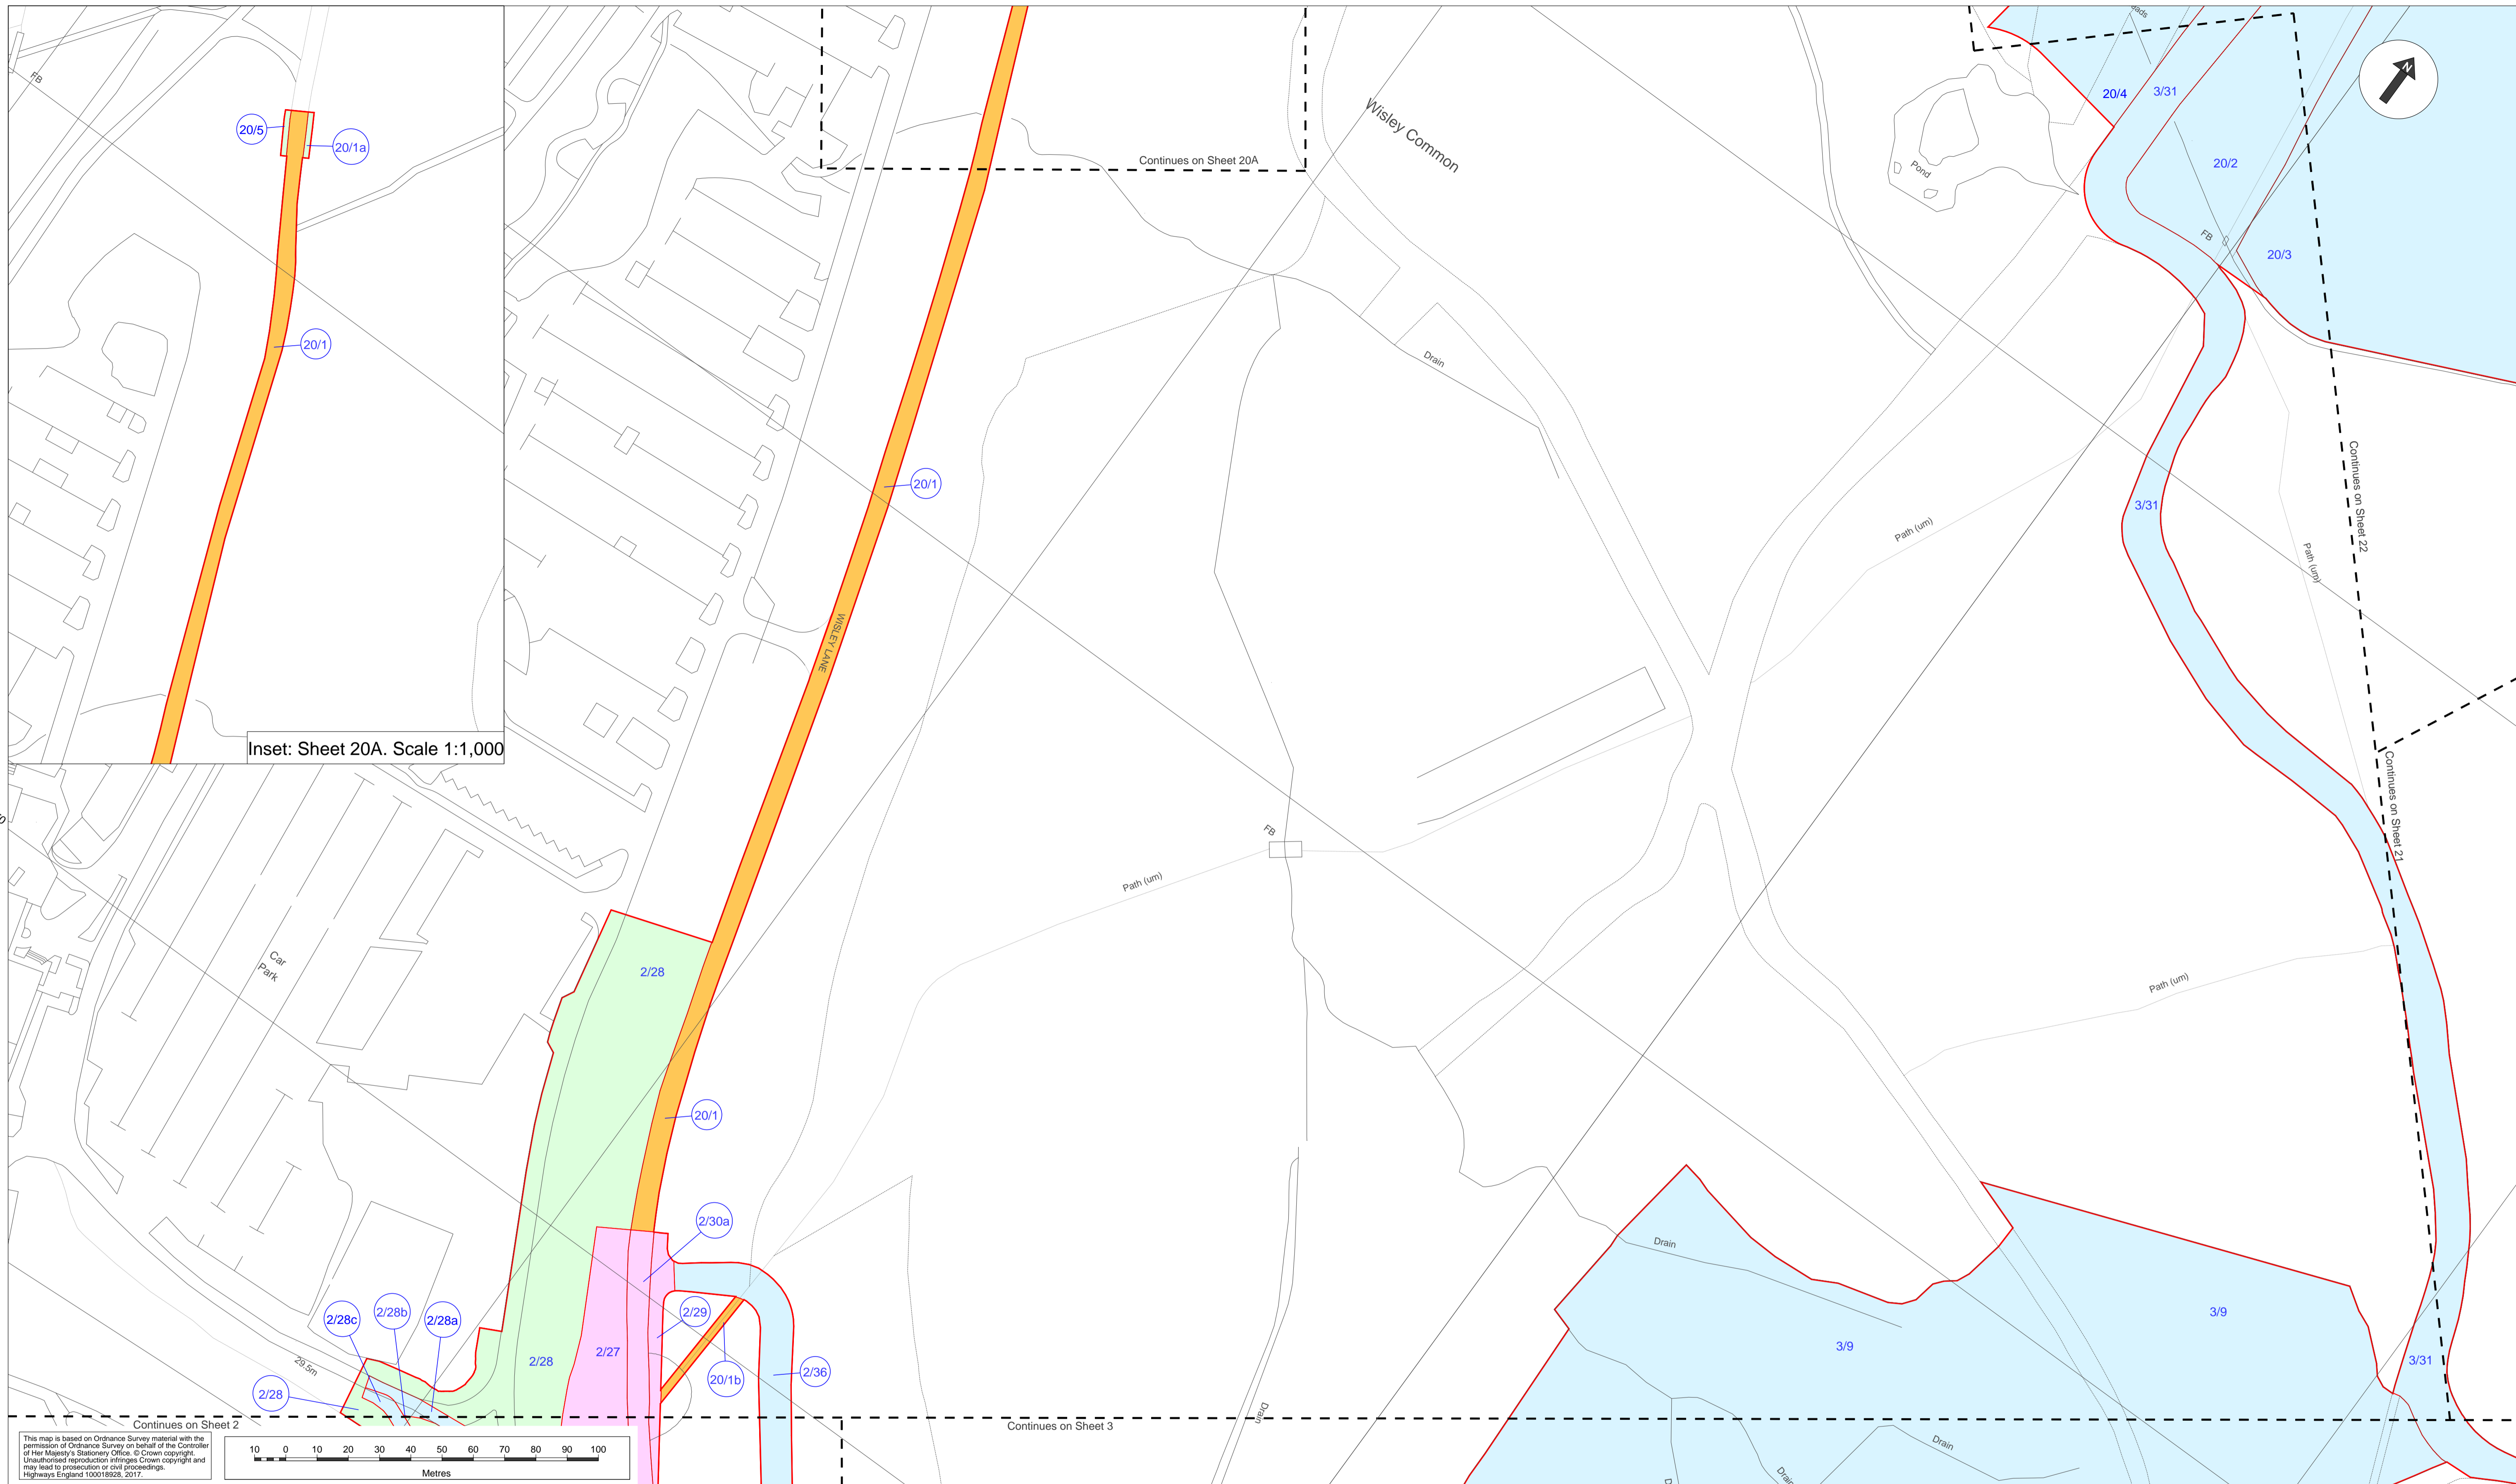 FB
20/5
20/1a
20/1
Inset: Sheet 20A. Scale 1:1,000
Continues on Sheet 20A
Wisley Common
20/4
3/31
N
20/2
Pond
FB
20/3
Drain
20/1
Continues on Sheet 22
3/31
Path (um)
Path (um)
WISLEY LANE
Continues on Sheet 21
FB
Path (um)
Car
Park
2/28
Path (um)
20/1
2/30a
Drain
2/28c
2/28b
2/28a
2/29
3/9
3/9
29.5m
2/28
2/27
20/1b
2/36
3/31
2/28
Drain
Continues on Sheet 2
Continues on Sheet 3
Drain
Drain
This map is based on Ordnance Survey material with the
permission of Ordnance Survey on behalf of the Controller
of Her Majesty's Stationery Office. © Crown copyright.
Unauthorised reproduction infringes Crown copyright and
may lead to prosecution or civil proceedings.
Highways England 100018928, 2017.
10 0 10 20 30 40 50 60 70 80 90 100
Metres